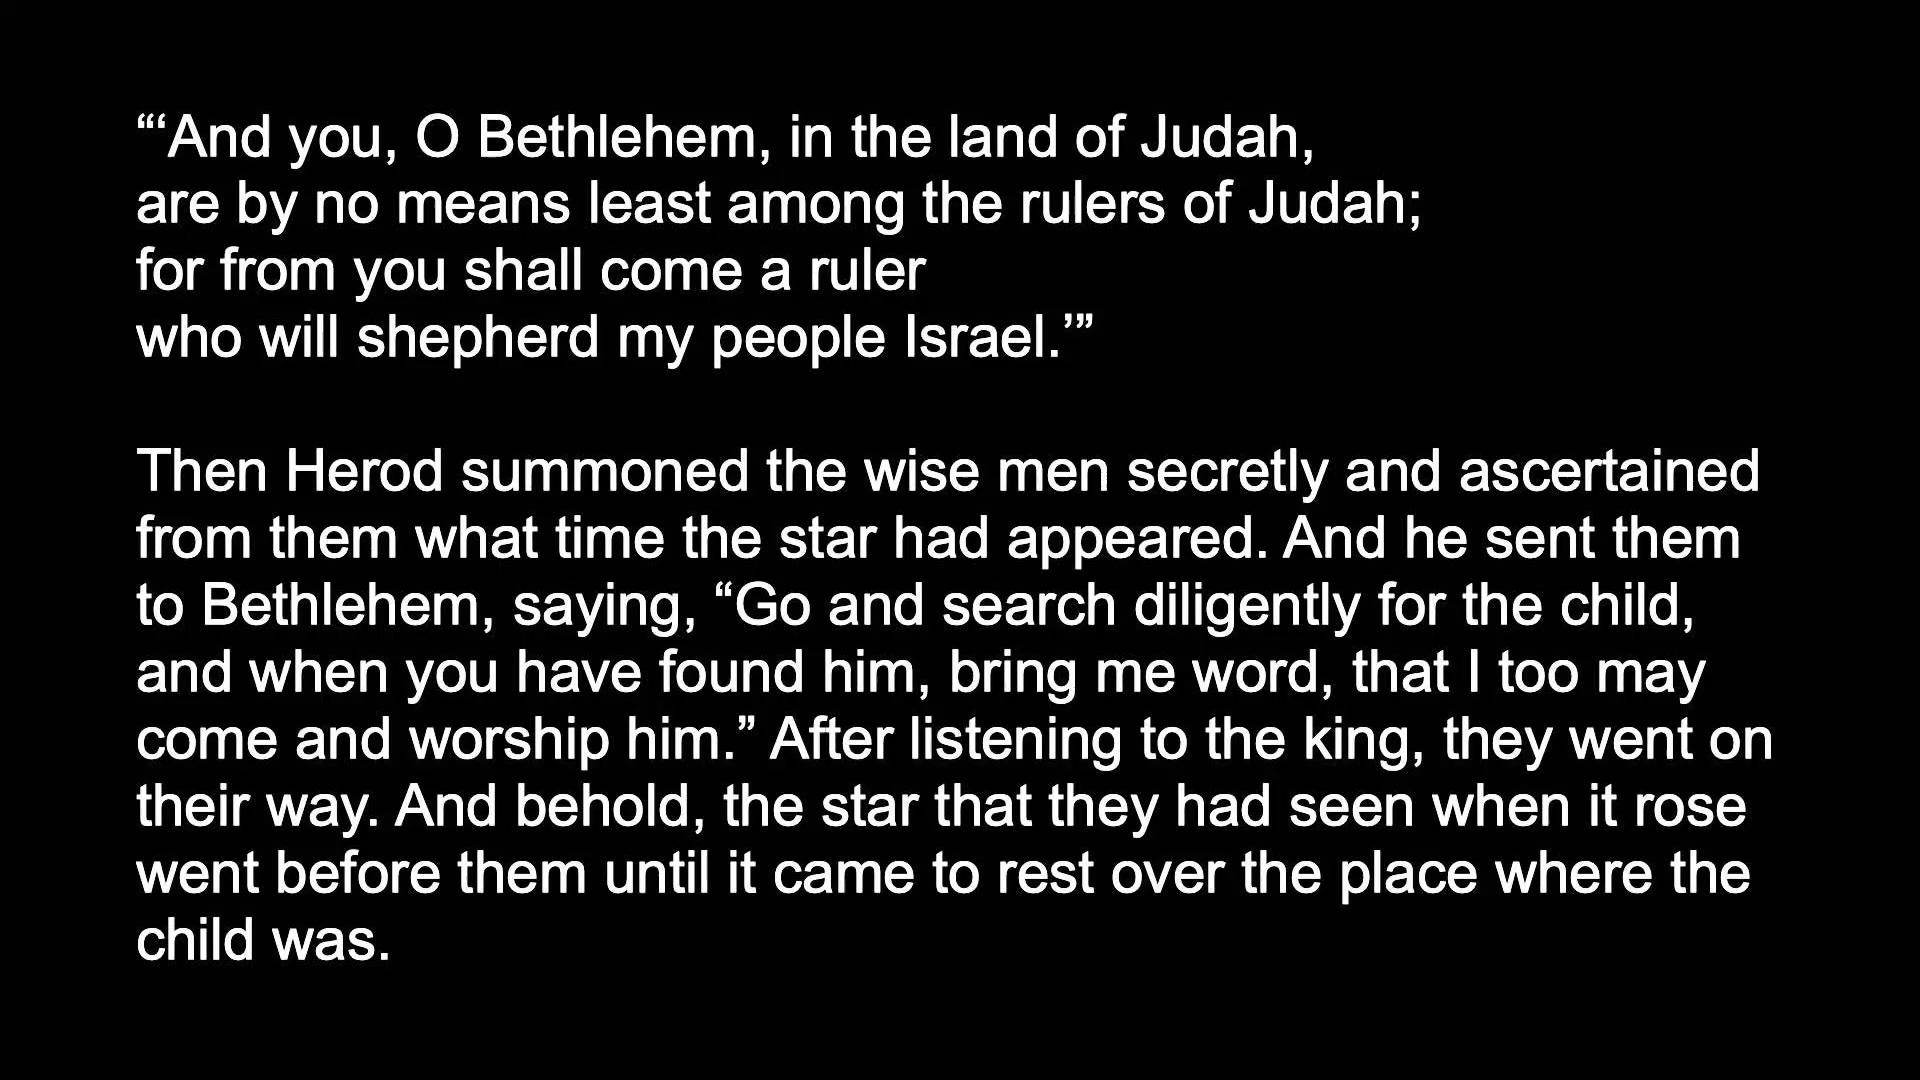 “‘And you, O Bethlehem, in the land of Judah,
are by no means least among the rulers of Judah;
for from you shall come a ruler
who will shepherd my people Israel.’”
Then Herod summoned the wise men secretly and ascertained
from them what time the star had appeared. And he sent them
to Bethlehem, saying, “Go and search diligently for the child,
and when you have found him, bring me word, that I too may
come and worship him.” After listening to the king, they went on
their way. And behold, the star that they had seen when it rose
went before them until it came to rest over the place where the
child was.